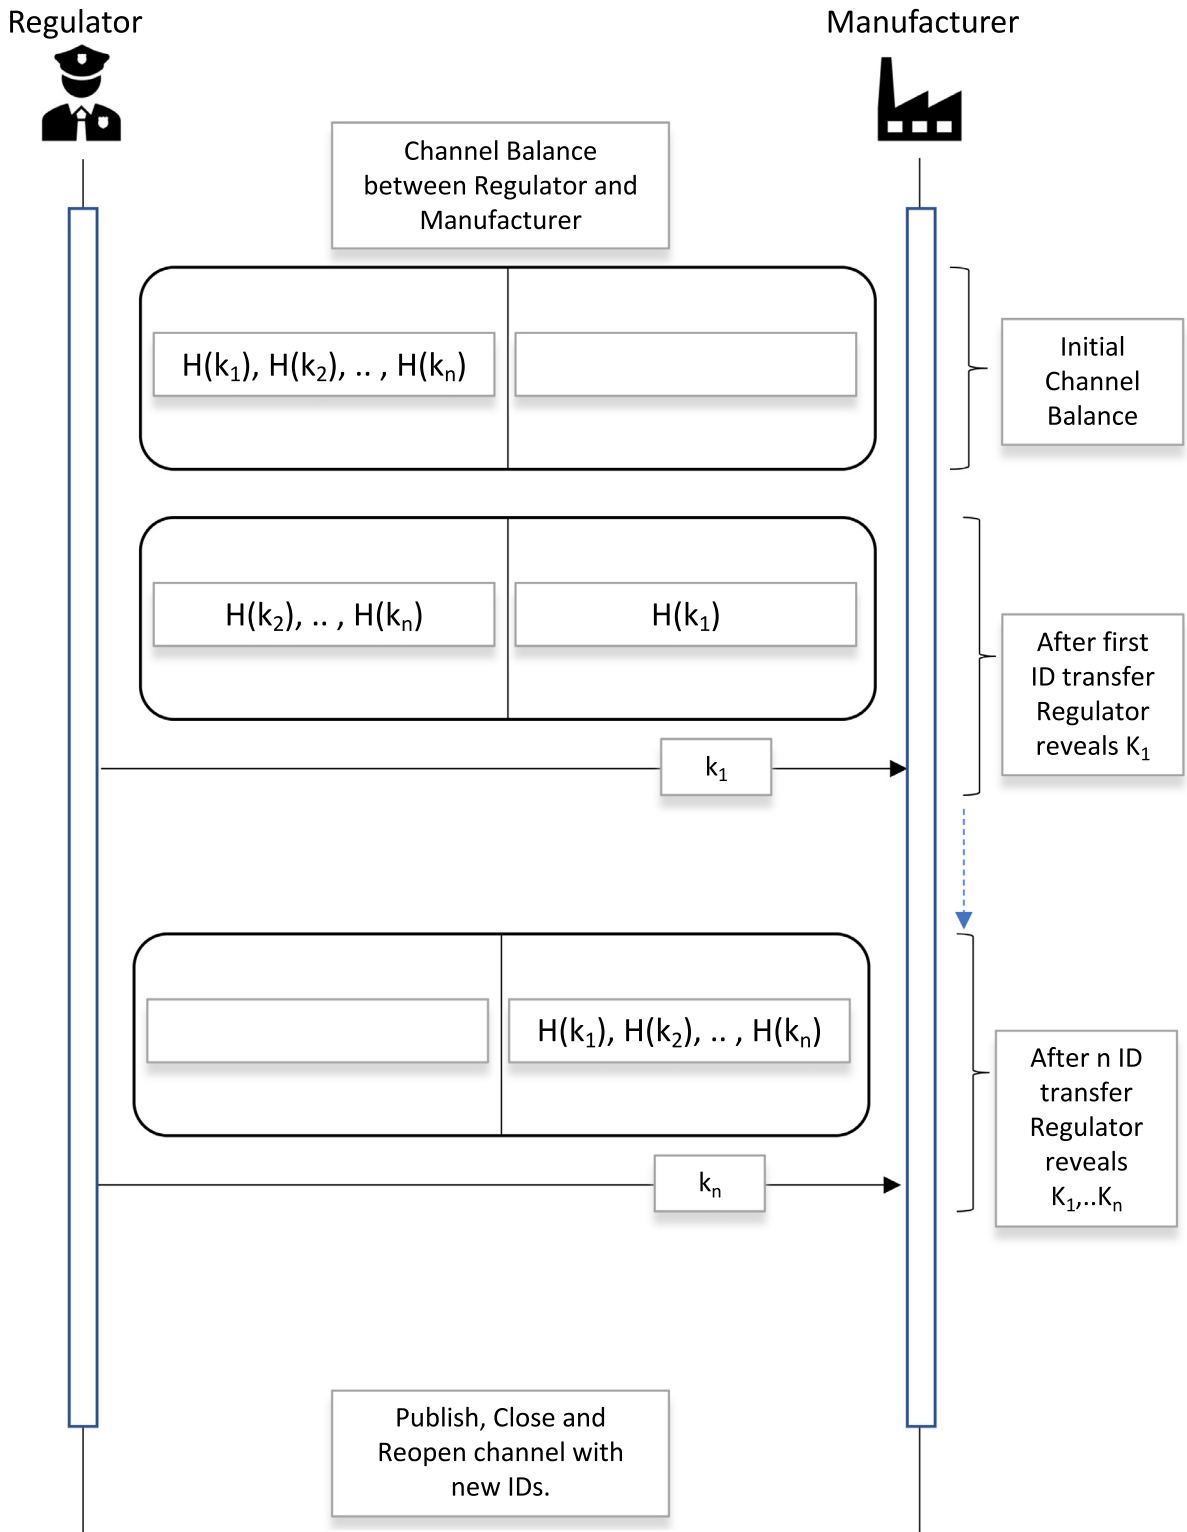 Regulator
Manufacturer
Channel Balance
between Regulator and
Manufacturer
H(k₁), H(k₂), .. , H(kₙ)
Initial
Channel
Balance
H(k₂), .. , H(kₙ)
H(k₁)
After first
ID transfer
Regulator
reveals K₁
k₁
H(k₁), H(k₂), .. , H(kₙ)
After n ID
transfer
Regulator
reveals
K₁,..Kₙ
kₙ
Publish, Close and
Reopen channel with
new IDs.